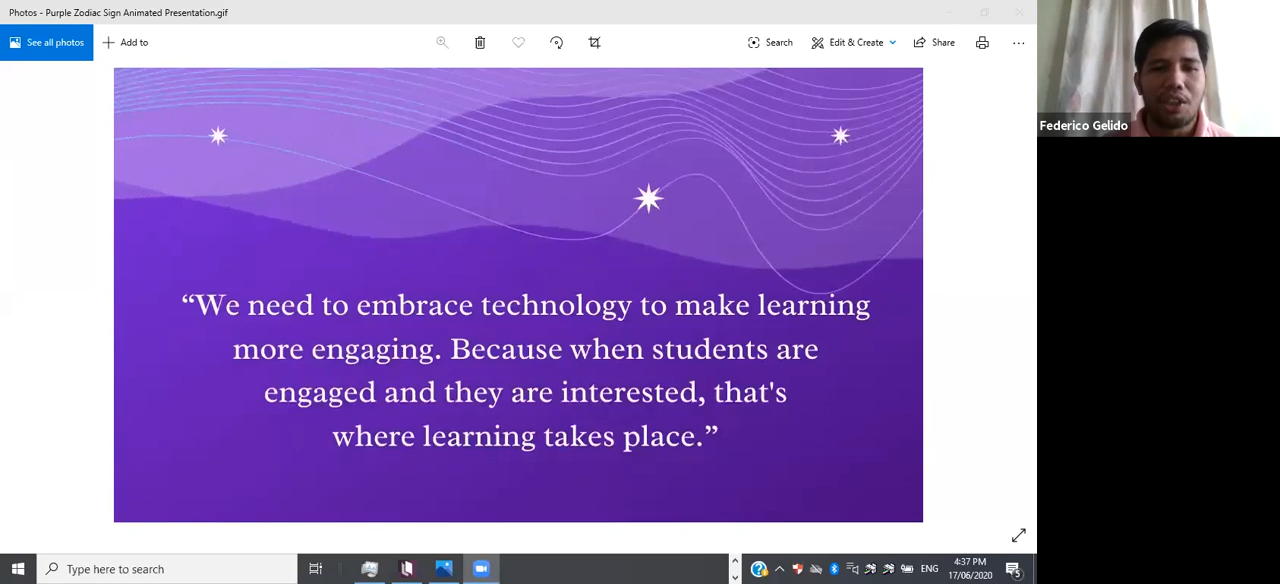 Photos - Purple Zodiac Sign Animated Presentation.gif
See all photos
Add to
Search
Edit & Create
Share
Federico Gelido
“We need to embrace technology to make learning
more engaging. Because when students are
engaged and they are interested, that's
where learning takes place.”
Type here to search
ENG
4:37 PM
17/06/2020
5